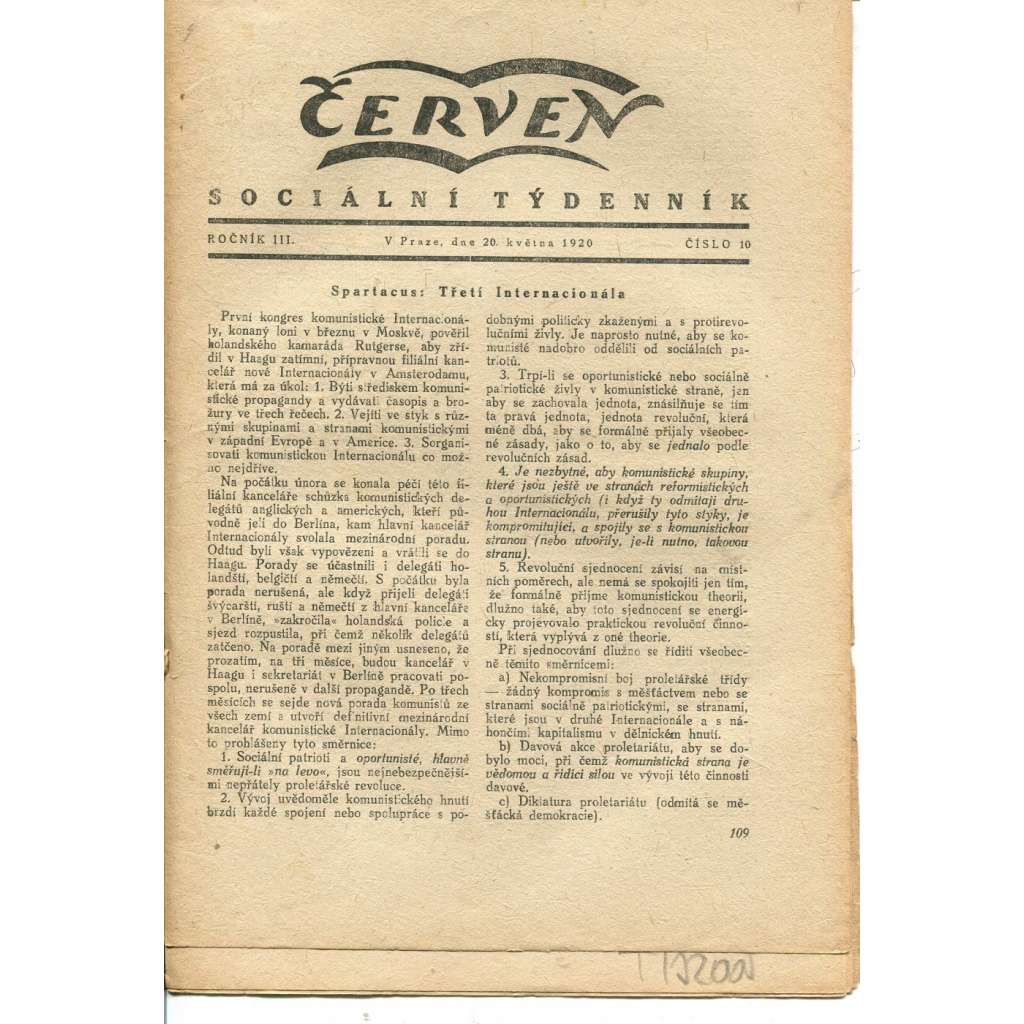 ČERVEN
SOCIÁLNÍ TÝDENNÍK
ROČNÍK III. V Praze, dne 20. května 1920 ČÍSLO 10
Spartacus: Třetí Internacionála
První kongres komunistické Internacioná-
ly, konaný loni v březnu v Moskvě, pověřil
holandského kamaráda Rutgerse, aby zří-
dil v Haagu zatímní, přípravnou filiální kan-
celář nové Internacionály v Amsterodamu,
která má za úkol: 1. Býti střediskem komuni-
stické propagandy a vydávati časopis a bro-
žury ve třech řečech. 2. Vejíti ve styk s růz-
nými skupinami a stranami komunistickými
v západní Evropě a v Americe. 3. Sorgani-
sovati komunistickou Internacionálu co mož-
no nejdříve.
Na počátku února se konala péčí této fi-
liální kanceláře schůzka komunistických de-
legátů anglických a amerických, kteří pů-
vodně jeli do Berlína, kam hlavní kancelář
Internacionály svolala mezinárodní poradu.
Odtud byli však vypovězeni a vrátili se do
Haagu. Porady se účastnili i delegáti ho-
landští, belgičtí a němečtí. S počátku byla
porada nerušená, ale když přijeli delegáti
švýcarští, ruští a němečtí z hlavní kanceláře
v Berlíně, »zakročila« holandská policie a
sjezd rozpustila, při čemž několik delegátů
zatčeno. Na poradě mezi jiným usneseno, že
prozatím, na tři měsíce, budou kancelář v
Haagu i sekretariát v Berlíně pracovati po-
spolu, nerušeně v další propagandě. Po třech
měsících se sejde nová porada komunistů ze
všech zemí a utvoří definitivní mezinárodní
kancelář komunistické Internacionály. Mimo
to prohlášeny tyto směrnice:
1. Sociální patrioti a oportunisté, hlavně
směřují-li »na levo«, jsou nejnebezpečnější-
mi nepřátely proletářské revoluce.
2. Vývoj uvědoměle komunistického hnutí
brzdí každé spojení nebo spolupráce s po-
dobnými politicky zkaženými a s protirevo-
lučními živly. Je naprosto nutné, aby se ko-
munisté nadobro oddělili od sociálních pa-
triotů.
3. Trpí-li se oportunistické nebo sociálně
patriotické živly v komunistické straně, jen
aby se zachovala jednota, znásilňuje se tím
ta pravá jednota, jednota revoluční, která
méně dbá, aby se formálně přijaly všeobec-
né zásady, jako o to, aby se jednalo podle
revolučních zásad.
4. Je nezbytné, aby komunistické skupiny,
které jsou ještě ve stranách reformistických
a oportunistických (i když ty odmítají dru-
hou Internacionálu, přerušily tyto styky, je
kompromitující, a spojily se s komunistickou
stranou (nebo utvořily, je-li nutno, takovou
stranu).
5. Revoluční sjednocení závisí na míst-
ních poměrech, ale nemá se spokojiti jen tím,
že formálně přijme komunistickou theorii,
dlužno také, aby toto sjednocení se energi-
cky projevovalo praktickou revoluční činno-
stí, která vyplývá z oné theorie.
Při sjednocování dlužno se říditi všeobec-
ně těmito směrnicemi:
a) Nekompromisní boj proletářské třídy
— žádný kompromis s měšťáctvem nebo se
stranami sociálně patriotickými, se stranami,
které jsou v druhé Internacionále a s ná-
hončími kapitalismu v dělnickém hnutí.
b) Davová akce proletariátu, aby se do-
bylo moci, při čemž komunistická strana je
vědomou a řídící silou ve vývoji této činnosti
davové.
c) Diktatura proletariátu (odmítá se mě-
šťácká demokracie).
109